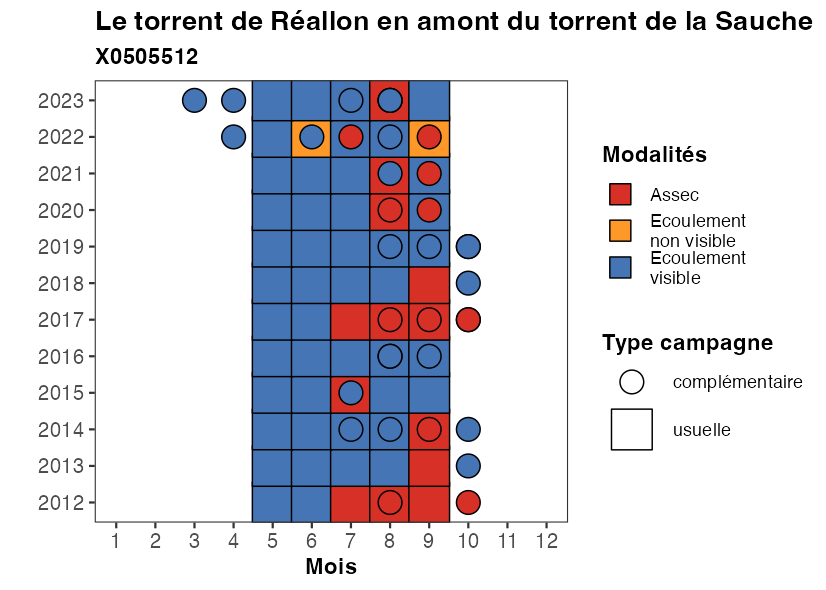 Le torrent de Réallon en amont du torrent de la Sauche
X0505512
2023
2022
2021
2020
2019
2018
2017
2016
2015
2014
2013
2012
1 2 3 4 5 6 7 8 9 10 11 12
Mois
Modalités
Assec
Ecoulement
non visible
Ecoulement
visible
Type campagne
complémentaire
usuelle